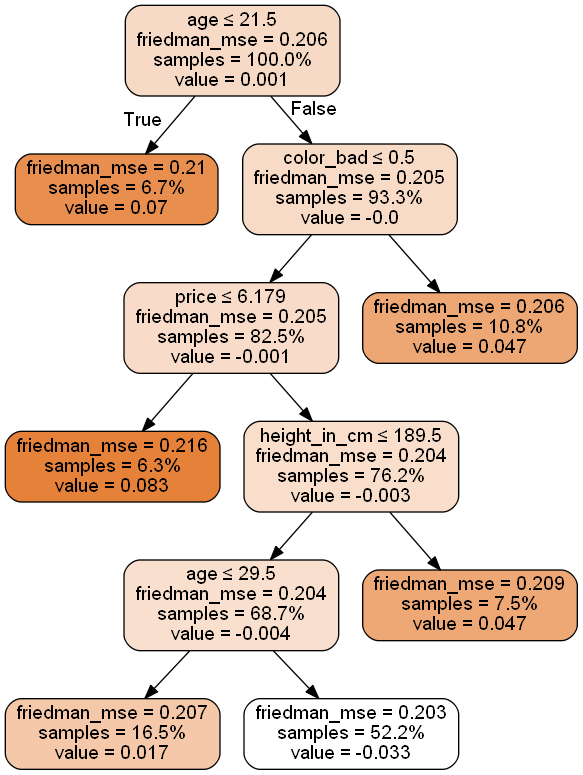 age ≤ 21.5
friedman_mse = 0.206
samples = 100.0%
value = 0.001
True
False
friedman_mse = 0.21
samples = 6.7%
value = 0.07
color_bad ≤ 0.5
friedman_mse = 0.205
samples = 93.3%
value = -0.0
price ≤ 6.179
friedman_mse = 0.205
samples = 82.5%
value = -0.001
friedman_mse = 0.206
samples = 10.8%
value = 0.047
friedman_mse = 0.216
samples = 6.3%
value = 0.083
height_in_cm ≤ 189.5
friedman_mse = 0.204
samples = 76.2%
value = -0.003
age ≤ 29.5
friedman_mse = 0.204
samples = 68.7%
value = -0.004
friedman_mse = 0.209
samples = 7.5%
value = 0.047
friedman_mse = 0.207
samples = 16.5%
value = 0.017
friedman_mse = 0.203
samples = 52.2%
value = -0.033